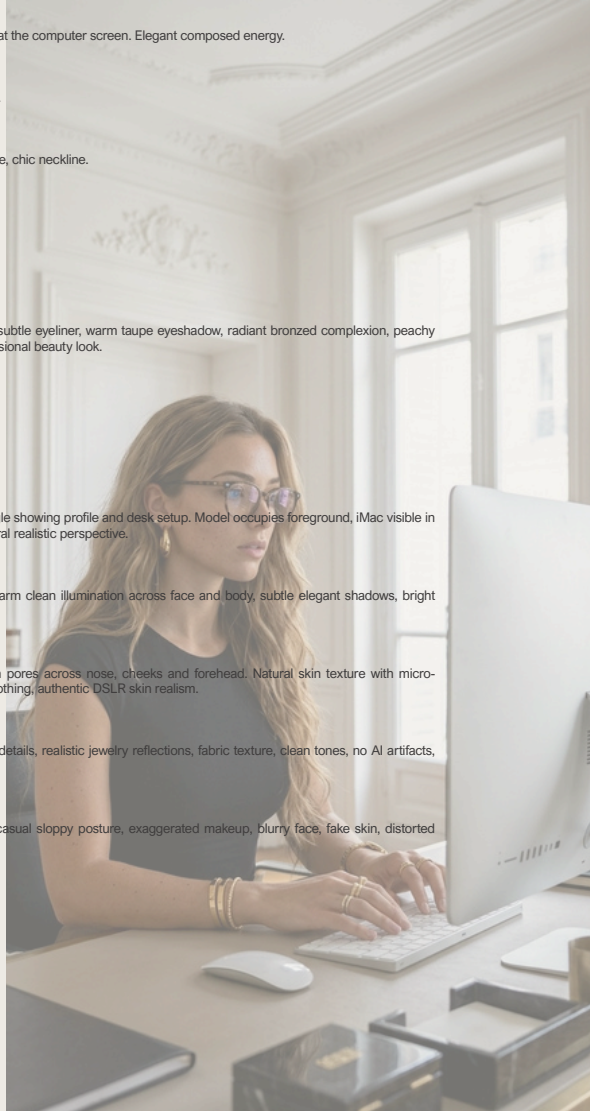 at the computer screen. Elegant composed energy.
e, chic neckline.
subtle eyeliner, warm taupe eyeshadow, radiant bronzed complexion, peachy
sional beauty look.
le showing profile and desk setup. Model occupies foreground, iMac visible in
ral realistic perspective.
arm clean illumination across face and body, subtle elegant shadows, bright
pores across nose, cheeks and forehead. Natural skin texture with micro-
othing, authentic DSLR skin realism.
details, realistic jewelry reflections, fabric texture, clean tones, no AI artifacts,
casual sloppy posture, exaggerated makeup, blurry face, fake skin, distorted